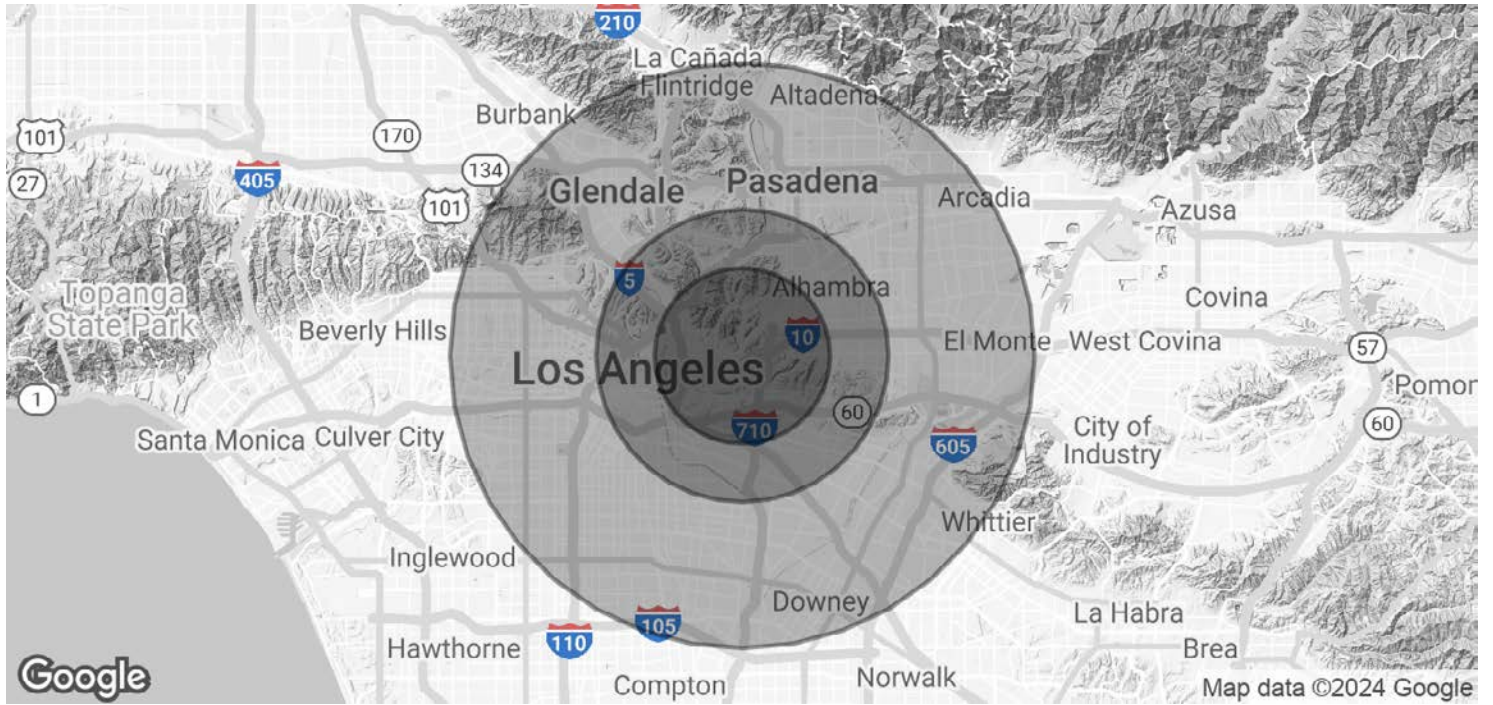 210
La Cañada
Flintridge
Altadena
Burbank
101
170
134
27
405
101
Glendale
Pasadena
Arcadia
Azusa
5
Alhambra
Topanga
State Park
Covina
Beverly Hills
10
El Monte
West Covina
57
Los Angeles
1
Pomon
60
710
60
Santa Monica
Culver City
605
City of
Industry
Whittier
Inglewood
Downey
La Habra
105
110
Hawthorne
Brea
Norwalk
Compton
Google
Map data ©2024 Google